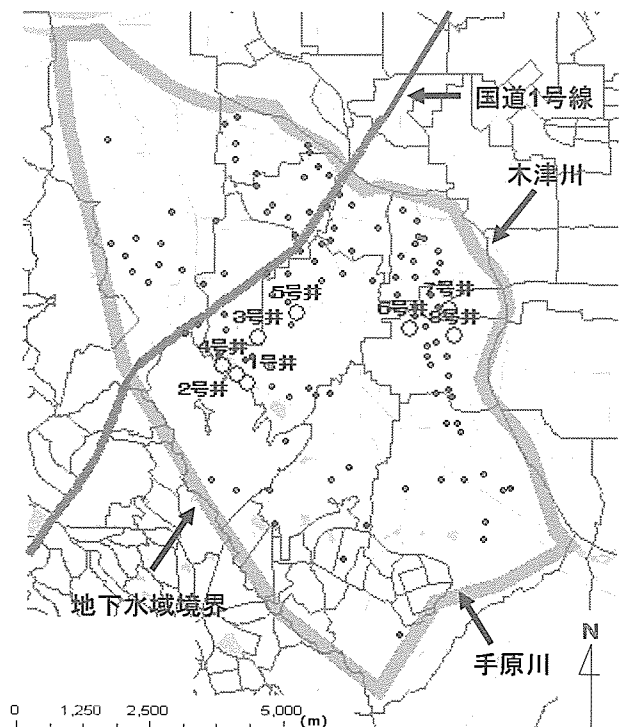 国道1号線
木津川
5号井
7号井
3号井
6号井
8号井
4号井
1号井
2号井
地下水域境界
手原川
N
0 1,250 2,500 5,000
(m)